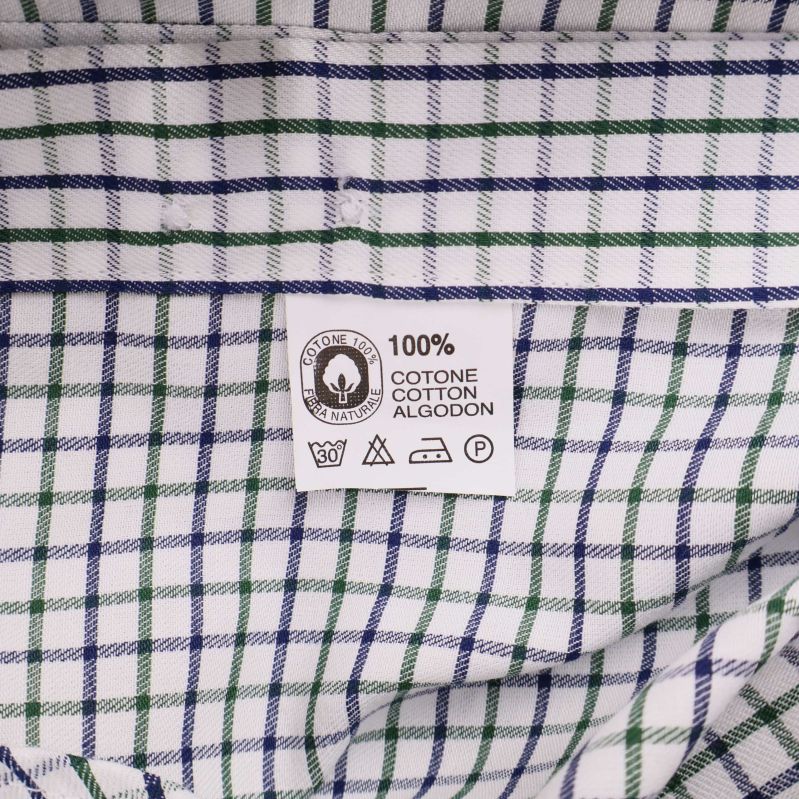 COTONE 100%
FIBRA NATURALE
100%
COTONE
COTTON
ALGODON
30°
P